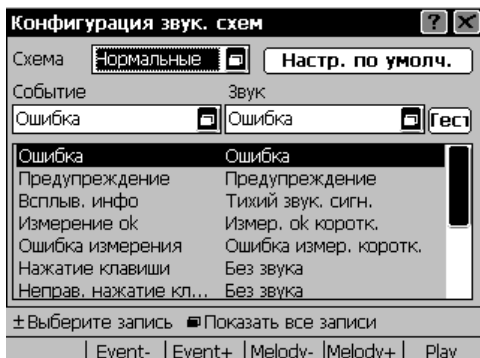 Конфигурация звук. схем ? X
Схема Нормальные Настр. по умолч.
Событие Звук
Ошибка Ошибка Тест
Ошибка Ошибка
Предупреждение Предупреждение
Всплыв. инфо Тихий звук. сигн.
Измерение ok Измер. ok коротк.
Ошибка измерения Ошибка измер. коротк.
Нажатие клавиши Без звука
Неправ. нажатие кл... Без звука
±Выберите запись Показать все записи
Event- Event+ Melody- Melody+ Play